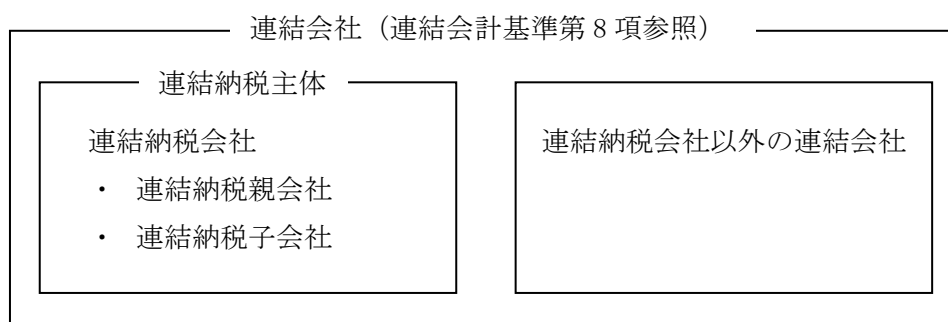 連結会社（連結会計基準第8項参照）
連結納税主体
連結納税会社
・ 連結納税親会社
・ 連結納税子会社
連結納税会社以外の連結会社